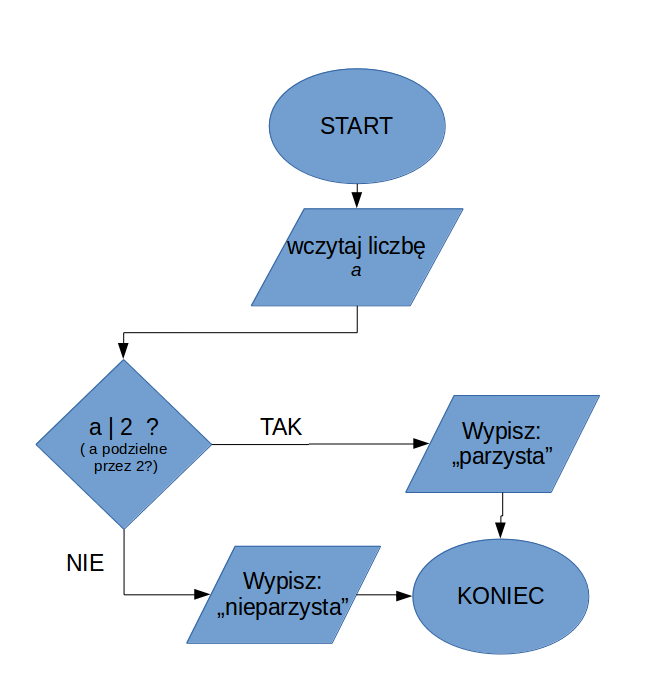 START
wczytaj liczbę
a
a | 2 ?
( a podzielne
przez 2?)
TAK
Wypisz:
„parzysta”
NIE
Wypisz:
„nieparzysta”
KONIEC